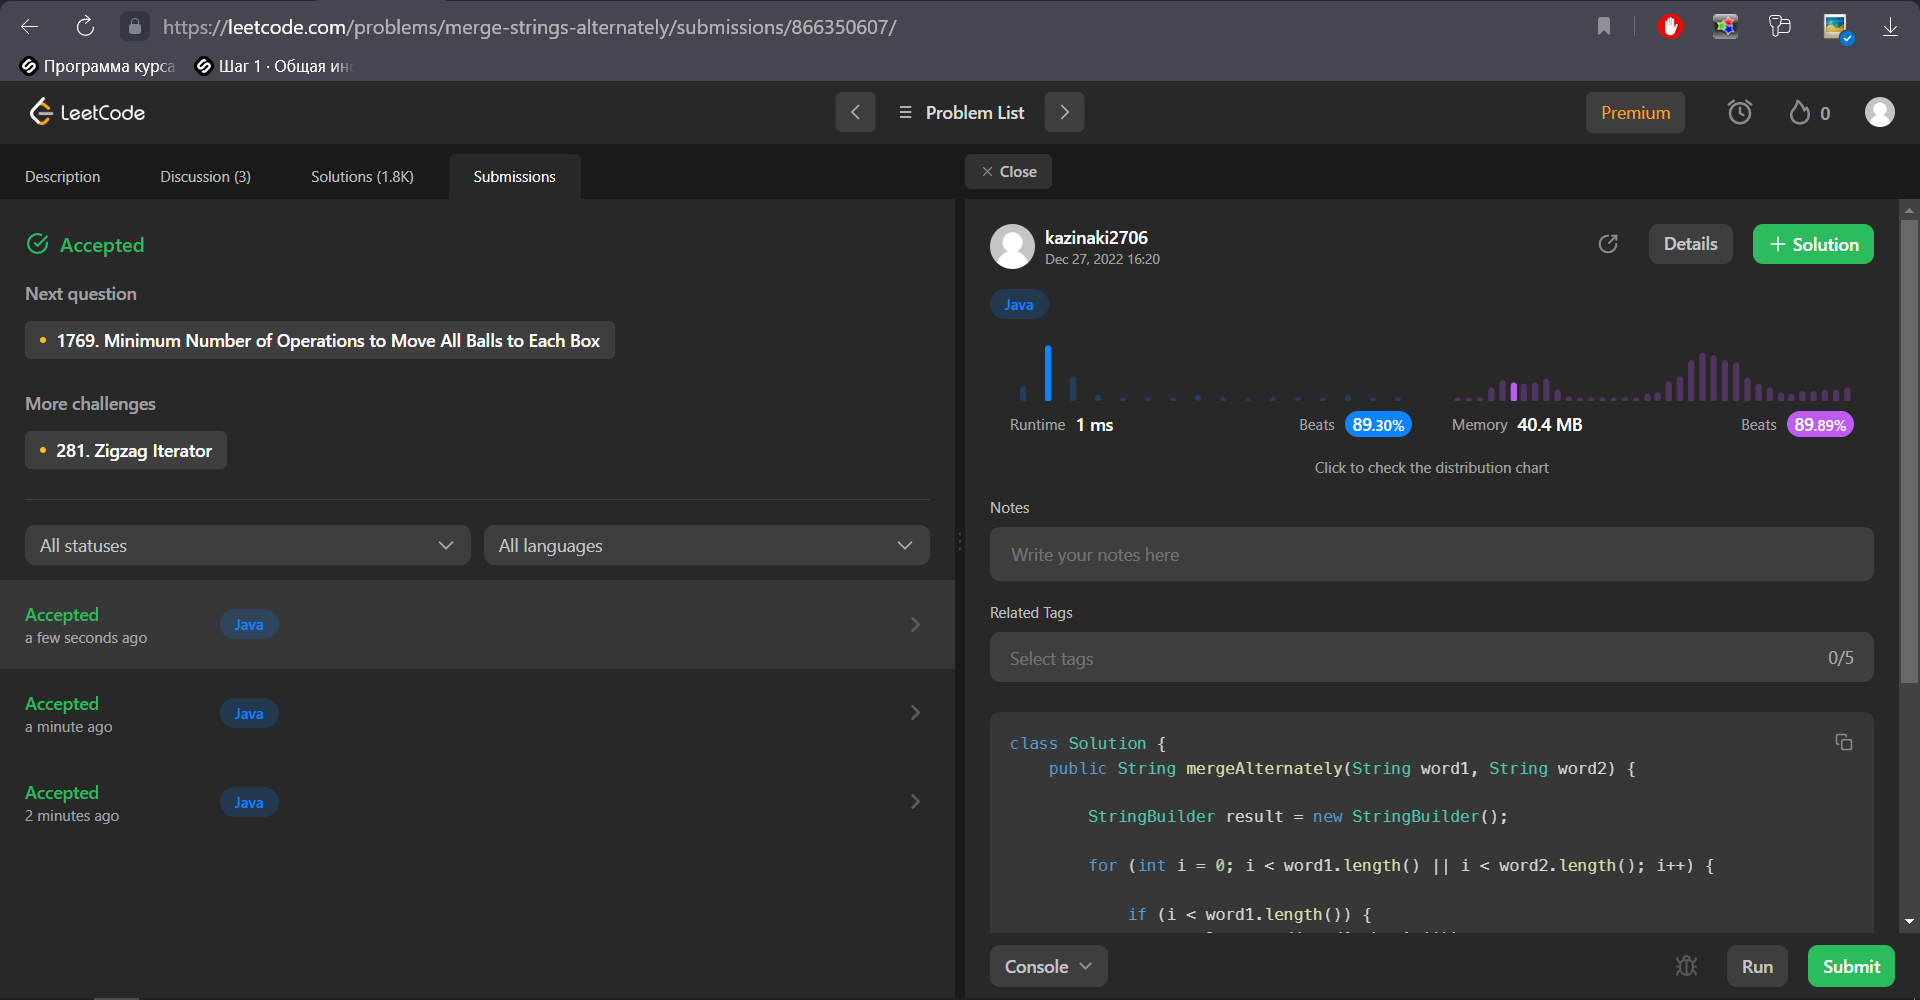 https://leetcode.com/problems/merge-strings-alternately/submissions/866350607/
Программа курса Шаг 1 · Общая
LeetCode
Problem List
Premium
0
Description Discussion (3) Solutions (1.8K) Submissions
Close
Accepted
Next question
1769. Minimum Number of Operations to Move All Balls to Each Box
More challenges
281. Zigzag Iterator
All statuses All languages
Accepted
a few seconds ago
Java
Accepted
a minute ago
Java
Accepted
2 minutes ago
Java
kazinaki2706
Dec 27, 2022 16:20
Details
+ Solution
Java
Runtime 1 ms Beats 89.30% Memory 40.4 MB Beats 89.89%
Click to check the distribution chart
Notes
Write your notes here
Related Tags
Select tags 0/5
class Solution {
public String mergeAlternately(String word1, String word2) {
StringBuilder result = new StringBuilder();
for (int i = 0; i < word1.length() || i < word2.length(); i++) {
if (i < word1.length()) {
Console Run Submit